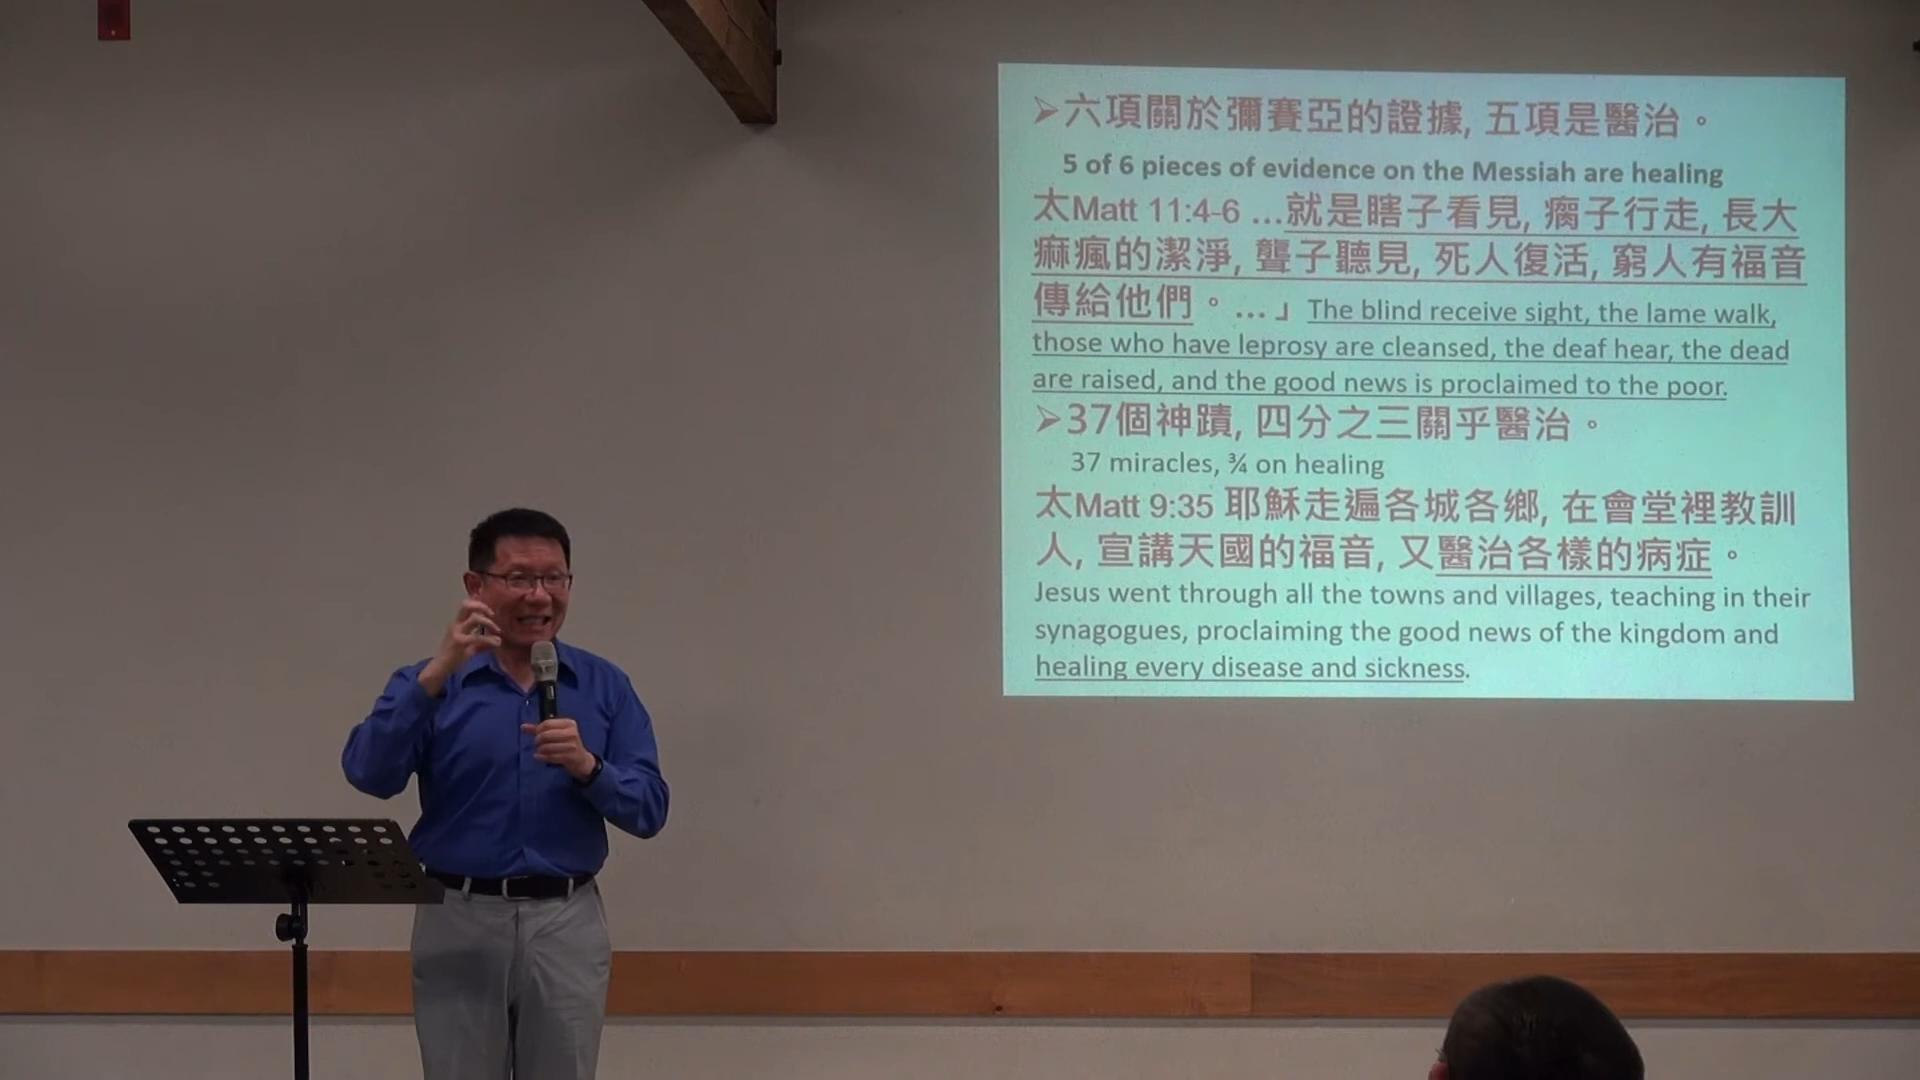 ➤六項關於彌賽亞的證據, 五項是醫治。
5 of 6 pieces of evidence on the Messiah are healing
太Matt 11:4-6 …就是瞎子看見, 瘸子行走, 長大
痲瘋的潔淨, 聾子聽見, 死人復活, 窮人有福音
傳給他們。…」The blind receive sight, the lame walk,
those who have leprosy are cleansed, the deaf hear, the dead
are raised, and the good news is proclaimed to the poor.
➤37個神蹟, 四分之三關乎醫治。
37 miracles, ¾ on healing
太Matt 9:35 耶穌走遍各城各鄉, 在會堂裡教訓
人, 宣講天國的福音, 又醫治各樣的病症。
Jesus went through all the towns and villages, teaching in their
synagogues, proclaiming the good news of the kingdom and
healing every disease and sickness.